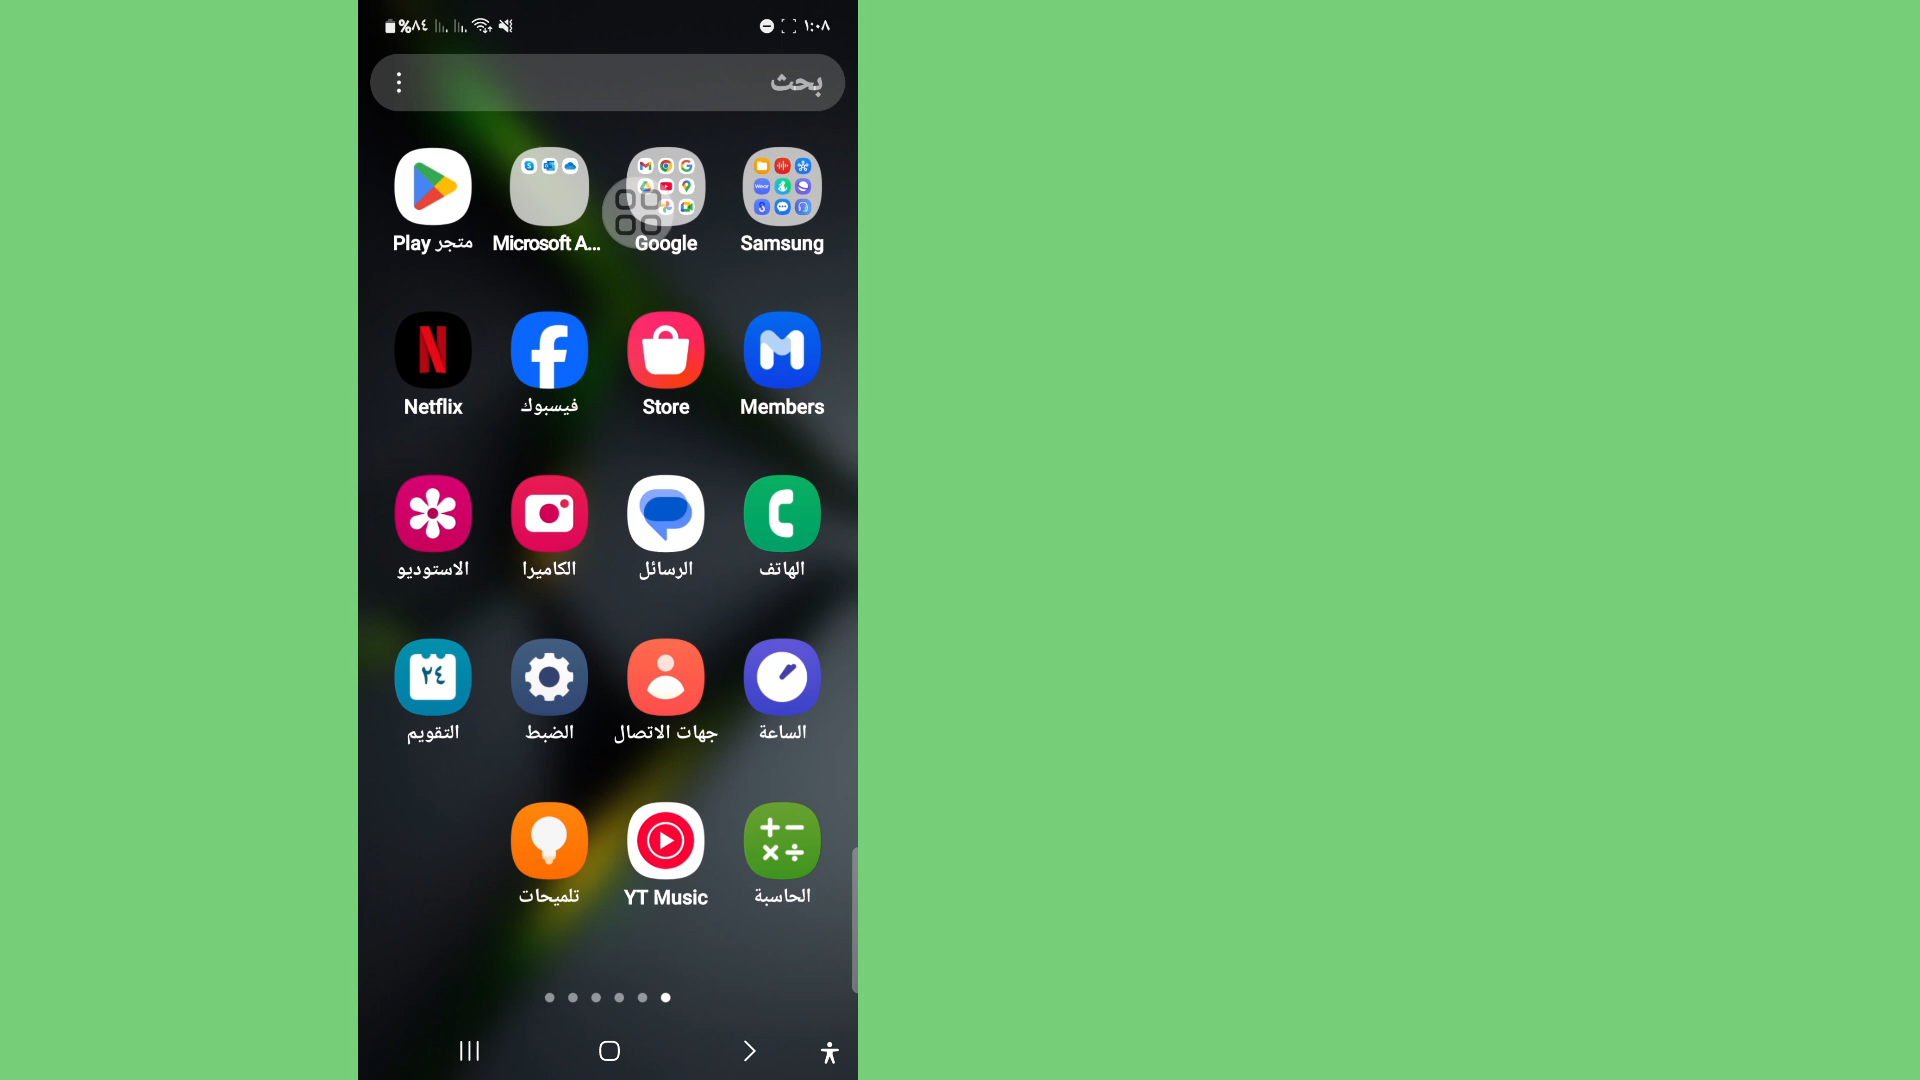 ١:٠٨ %٨٤
بحث
Samsung Google Microsoft A... متجر Play
Members Store فيسبوك Netflix
الهاتف الرسائل الكاميرا الاستوديو
٢٤
الساعة جهات الاتصال الضبط التقويم
الحاسبة YT Music تلميحات